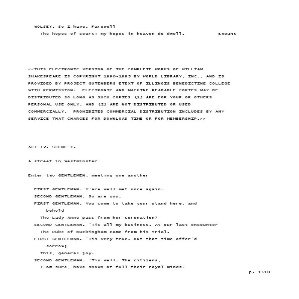 WOLSEY. So I have. Farewell
The hopes of court! My hopes in heaven do dwell. Exeunt
<<THIS ELECTRONIC VERSION OF THE COMPLETE WORKS OF WILLIAM
SHAKESPEARE IS COPYRIGHT 1990-1993 BY WORLD LIBRARY, INC., AND IS
PROVIDED BY PROJECT GUTENBERG ETEXT OF ILLINOIS BENEDICTINE COLLEGE
WITH PERMISSION. ELECTRONIC AND MACHINE READABLE COPIES MAY BE
DISTRIBUTED SO LONG AS SUCH COPIES (1) ARE FOR YOUR OR OTHERS
PERSONAL USE ONLY, AND (2) ARE NOT DISTRIBUTED OR USED
COMMERCIALLY. PROHIBITED COMMERCIAL DISTRIBUTION INCLUDES BY ANY
SERVICE THAT CHARGES FOR DOWNLOAD TIME OR FOR MEMBERSHIP.>>
ACT IV. SCENE 1.
A street in Westminster
Enter two GENTLEMEN, meeting one another
FIRST GENTLEMAN. Y'are well met once again.
SECOND GENTLEMAN. So are you.
FIRST GENTLEMAN. You come to take your stand here, and
behold
The Lady Anne pass from her coronation?
SECOND GENTLEMAN. 'Tis all my business. At our last encounter
The Duke of Buckingham came from his trial.
FIRST GENTLEMAN. 'Tis very true. But that time offer'd
sorrow;
This, general joy.
SECOND GENTLEMAN. 'Tis well. The citizens,
I am sure, have shown at full their royal minds-